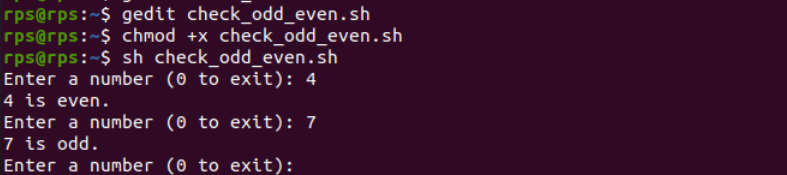 rps@rps:~$ gedit check_odd_even.sh
rps@rps:~$ chmod +x check_odd_even.sh
rps@rps:~$ sh check_odd_even.sh
Enter a number (0 to exit): 4
4 is even.
Enter a number (0 to exit): 7
7 is odd.
Enter a number (0 to exit):